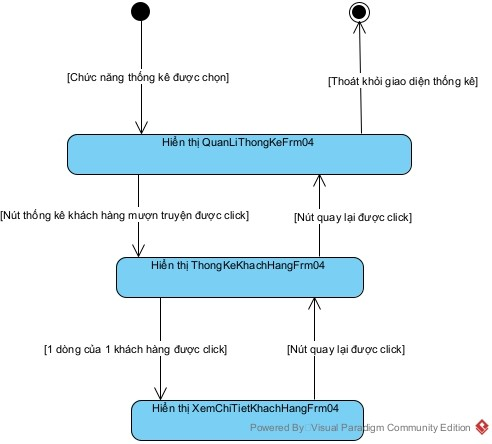 [Chức năng thống kê được chọn]
[Thoát khỏi giao diện thống kê]
Hiển thị QuanLiThongKeFrm04
[Nút thống kê khách hàng mượn truyện được click]
[Nút quay lại được click]
Hiển thị ThongKeKhachHangFrm04
[1 dòng của 1 khách hàng được click]
[Nút quay lại được click]
Hiển thị XemChiTietKhachHangFrm04
Powered By: Visual Paradigm Community Edition